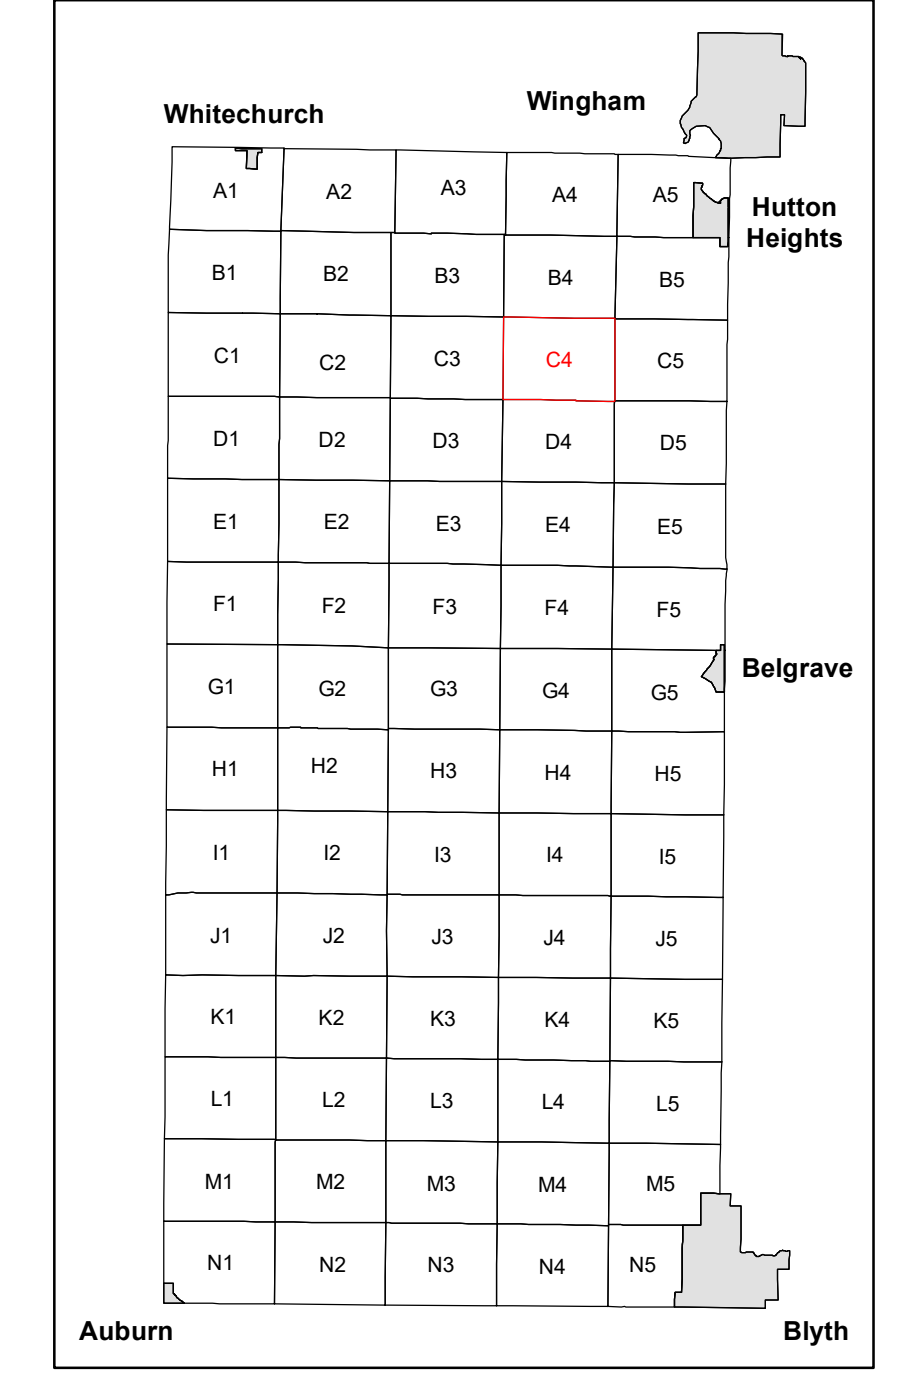 Whitechurch
Wingham
A1 A2 A3 A4 A5
Hutton
Heights
B1 B2 B3 B4 B5
C1 C2 C3 C4 C5
D1 D2 D3 D4 D5
E1 E2 E3 E4 E5
F1 F2 F3 F4 F5
Belgrave
G1 G2 G3 G4 G5
H1 H2 H3 H4 H5
I1 I2 I3 I4 I5
J1 J2 J3 J4 J5
K1 K2 K3 K4 K5
L1 L2 L3 L4 L5
M1 M2 M3 M4 M5
N1 N2 N3 N4 N5
Auburn
Blyth